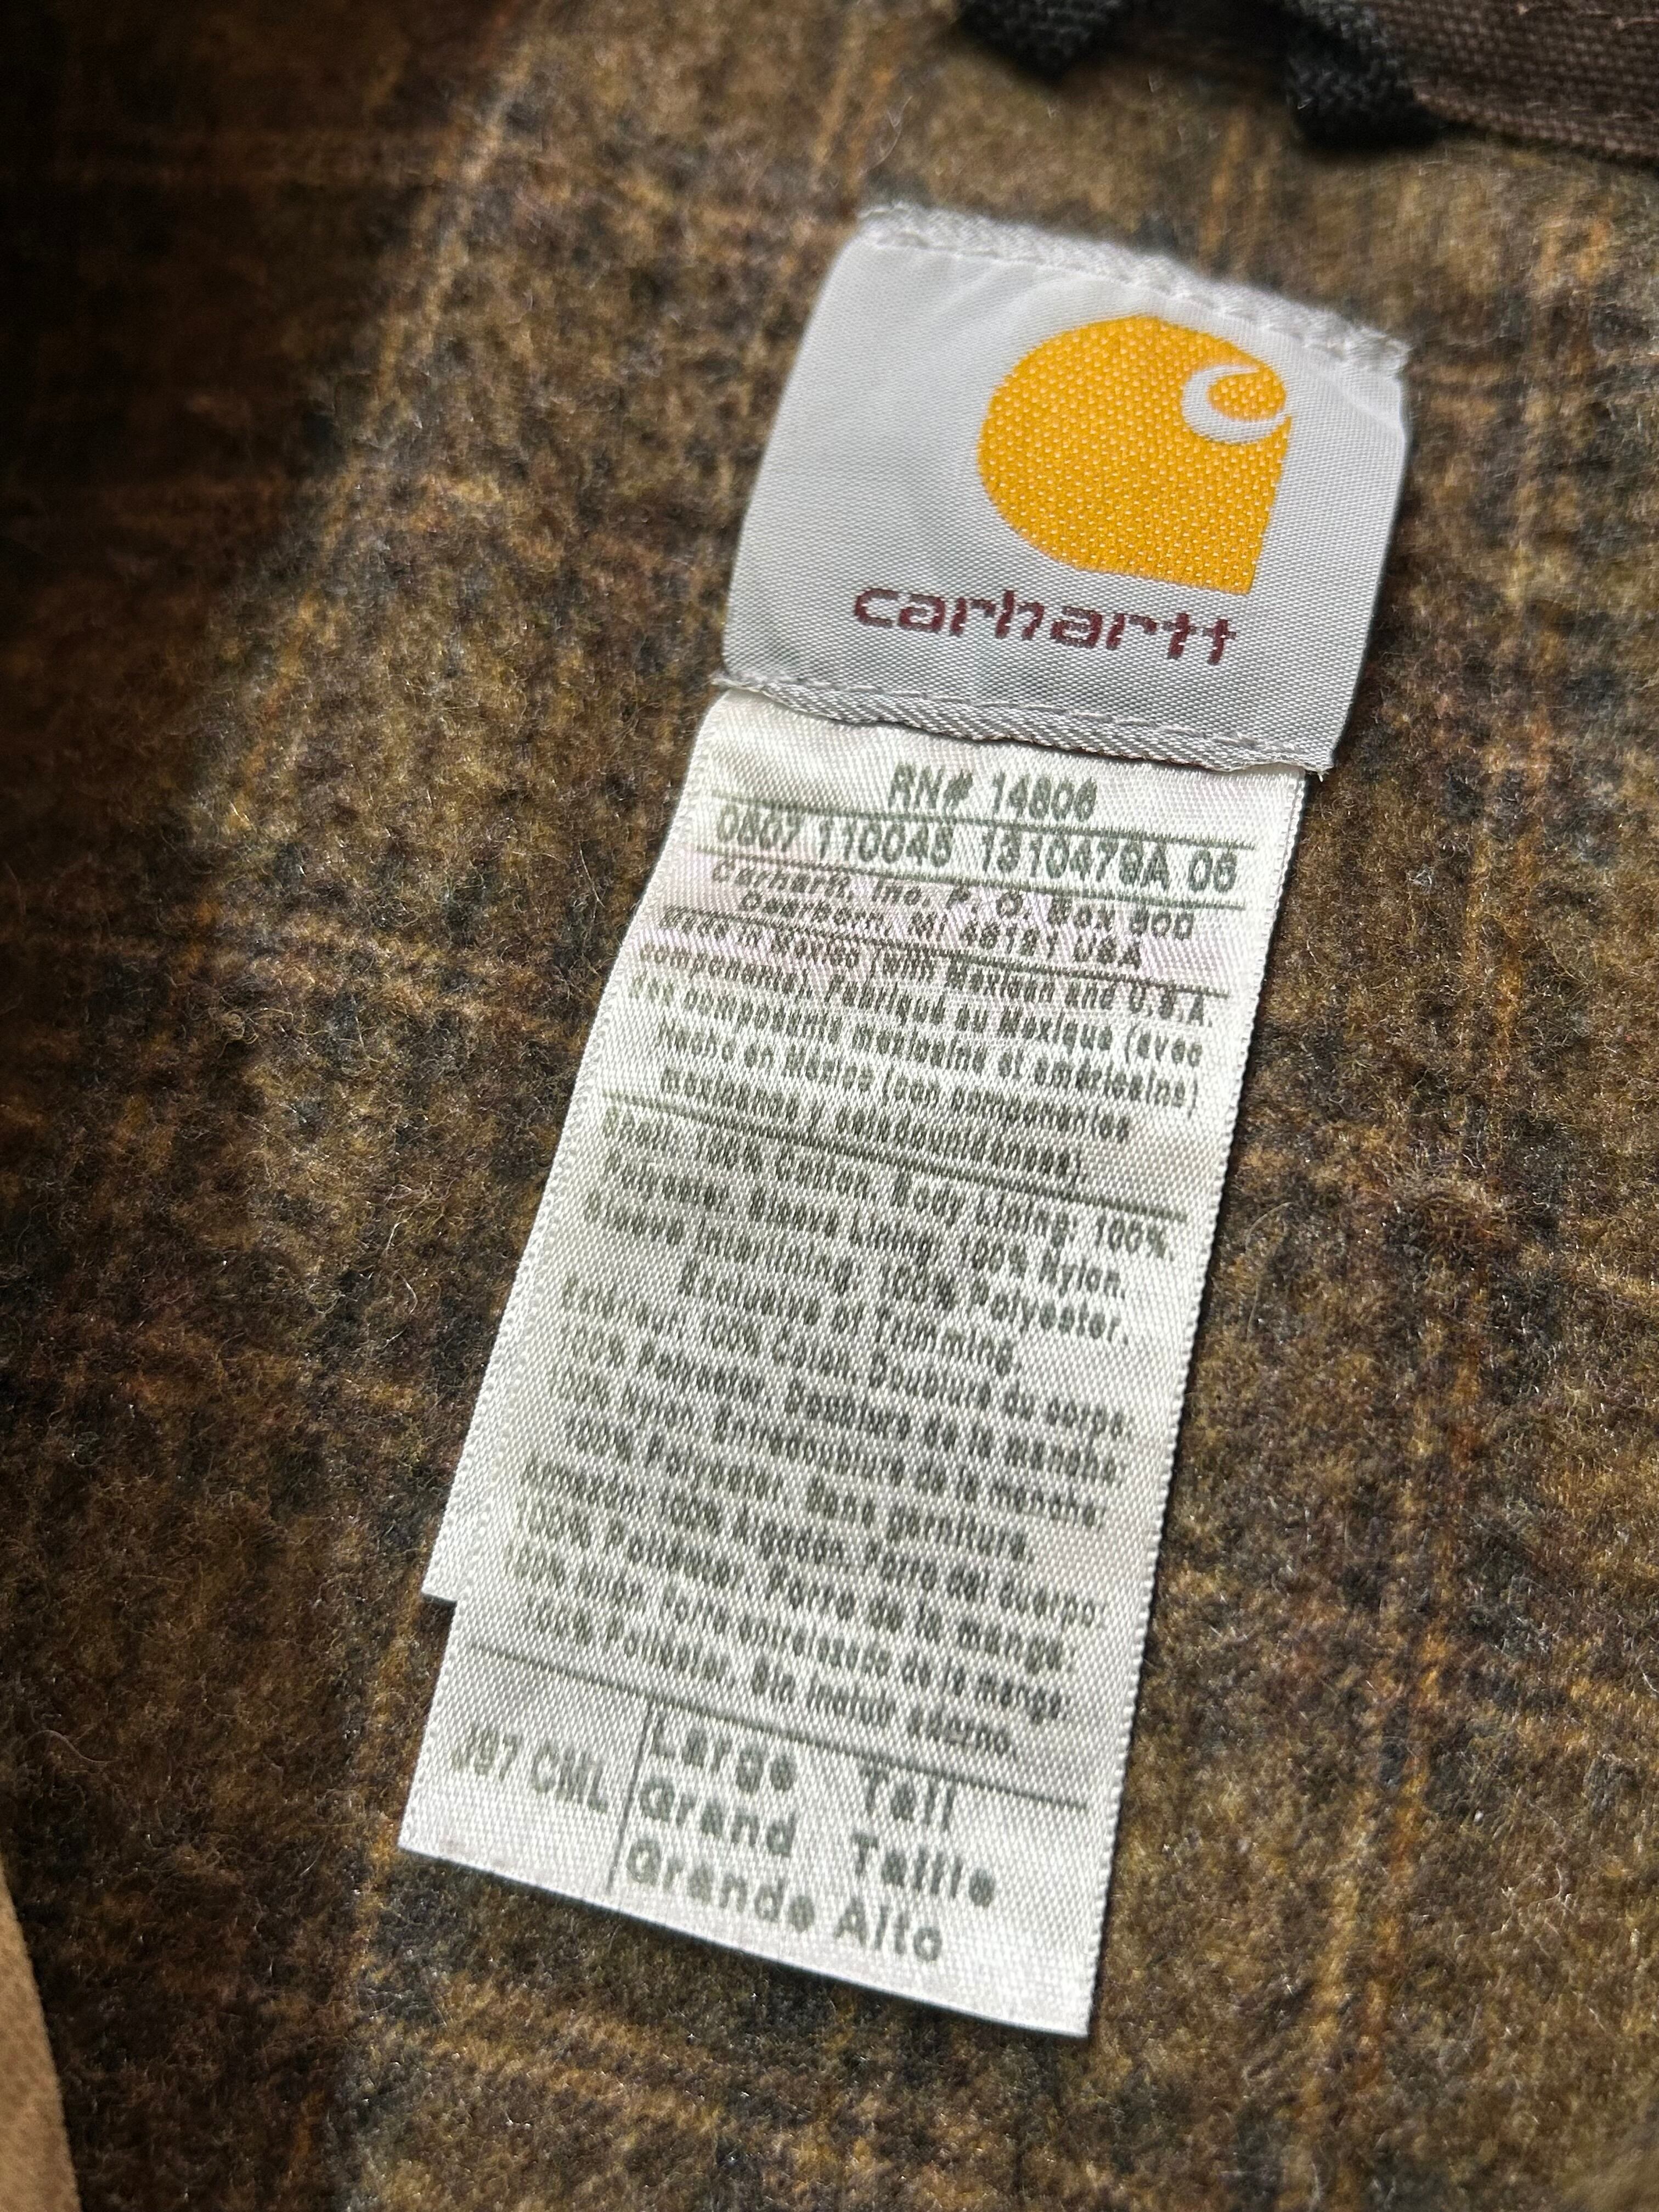 carhartt
RN# 14806
0807 110045 1310479A 06
Carhartt, Inc. P. O. Box 600
Dearborn, MI 48121 USA
Made in Mexico (with Mexican and U.S.A.
components). Fabriqué au Mexique (avec
des composants mexicains et américains)
Hecho en México (con componentes
mexicanos y estadounidenses).
Shell: 100% Cotton. Body Lining: 100%
Polyester. Sleeve Lining: 100% Nylon.
Sleeve Interlining: 100% Polyester.
Exclusive of Trimming.
100% Coton Doublure du corps
100% Polyester. Doublure de la manche
100% Nylon. Entredoublure de la manche
100% Polyester. Sans garniture.
100% Algodón. Forro del cuerpo
100% Poliéster. Forro de la manga
100% Nylon. Forro entrelazado de la manga
100% Poliéster. Sin incluir adorno.
J97 CML
Large Tall
Grand Taille
Grande Alto